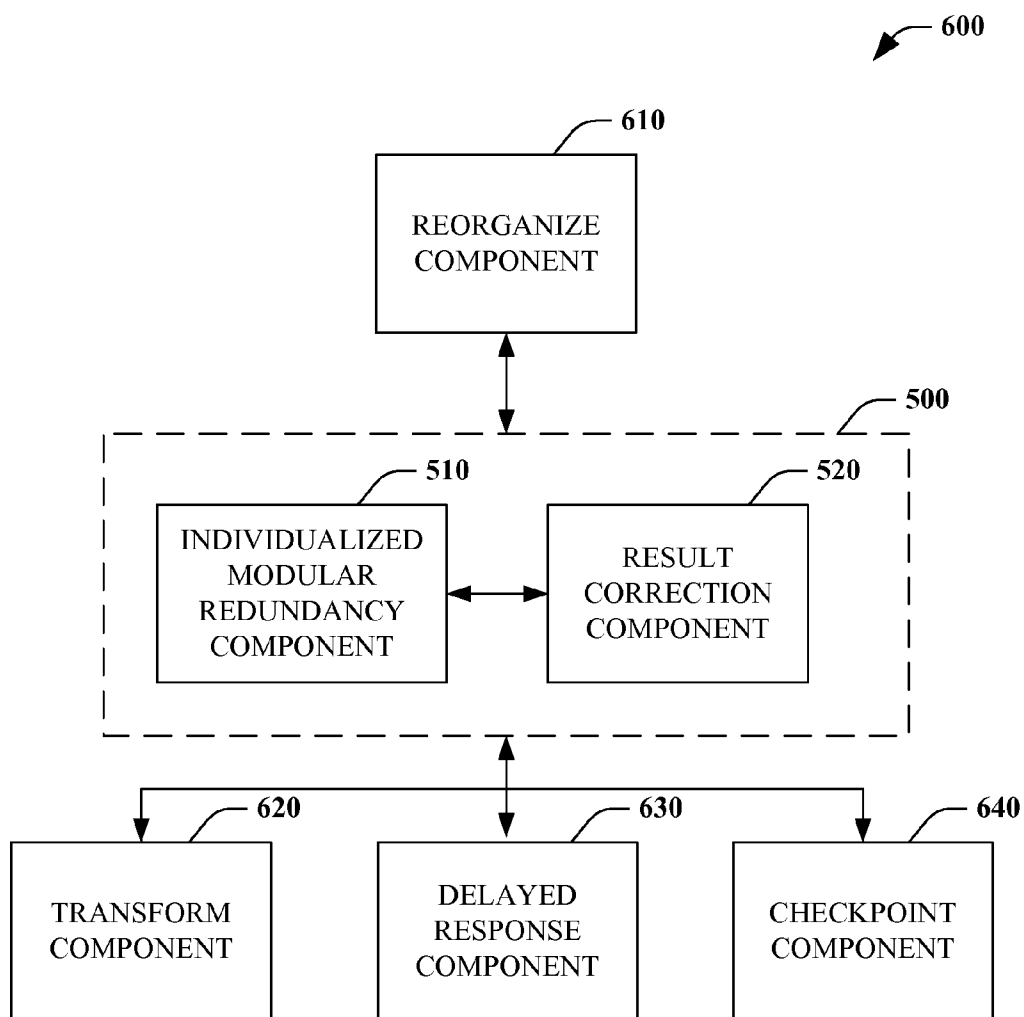 600
610
REORGANIZE
COMPONENT
500
510
520
INDIVIDUALIZED
MODULAR
REDUNDANCY
COMPONENT
RESULT
CORRECTION
COMPONENT
620
630
640
TRANSFORM
COMPONENT
DELAYED
RESPONSE
COMPONENT
CHECKPOINT
COMPONENT